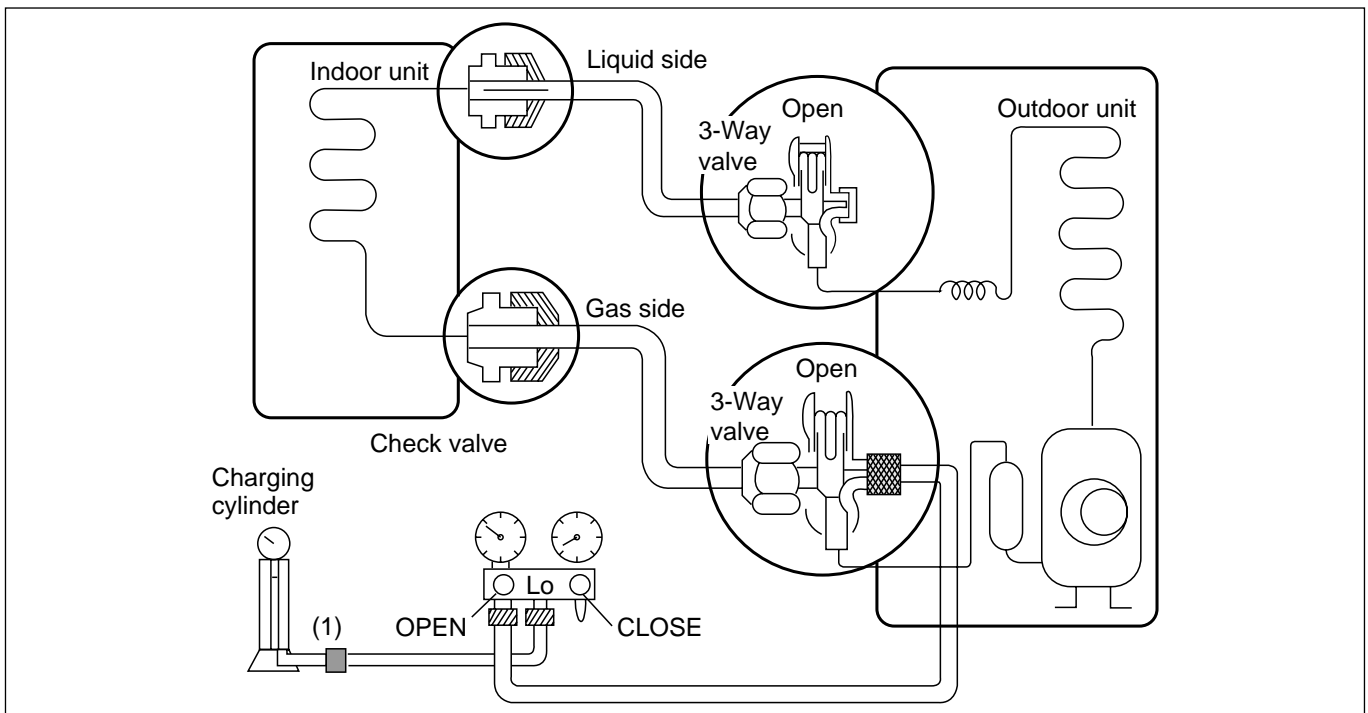 Indoor unit
Liquid side
Open
3-Way
valve
Outdoor unit
Gas side
Open
3-Way
valve
Check valve
Charging
cylinder
Lo
(1)
OPEN
CLOSE